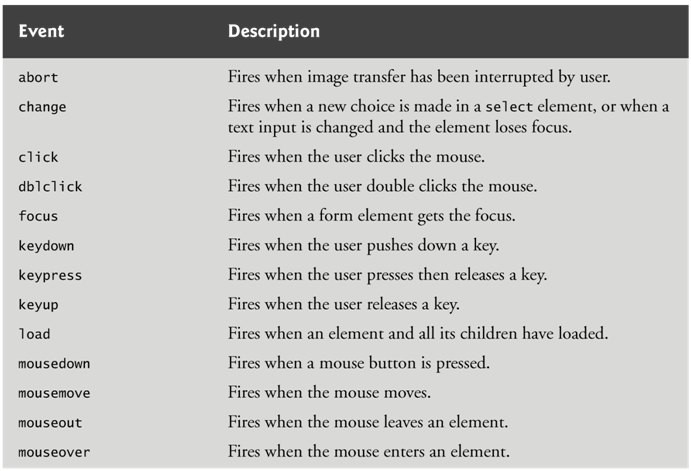 Event Description
abort Fires when image transfer has been interrupted by user.
change Fires when a new choice is made in a select element, or when a
text input is changed and the element loses focus.
click Fires when the user clicks the mouse.
dblclick Fires when the user double clicks the mouse.
focus Fires when a form element gets the focus.
keydown Fires when the user pushes down a key.
keypress Fires when the user presses then releases a key.
keyup Fires when the user releases a key.
load Fires when an element and all its children have loaded.
mousedown Fires when a mouse button is pressed.
mousemove Fires when the mouse moves.
mouseout Fires when the mouse leaves an element.
mouseover Fires when the mouse enters an element.